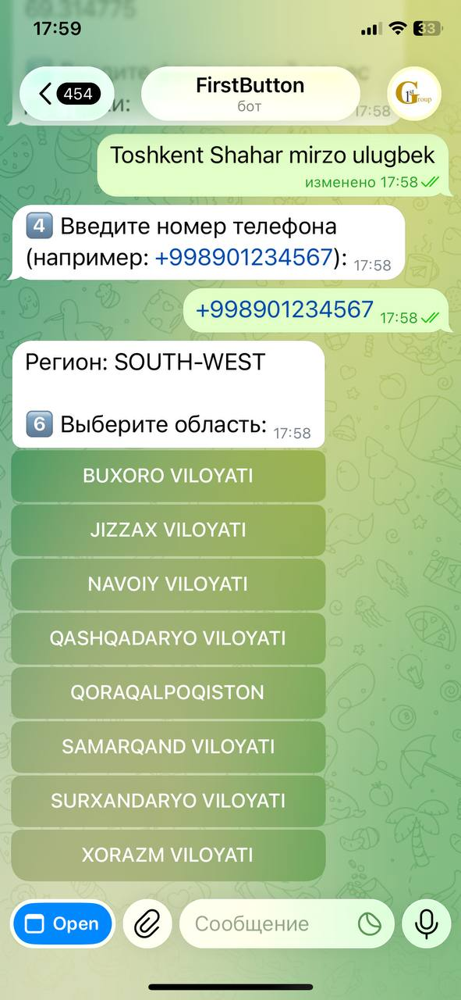 17:59
33
69.314775
454
FirstButton
бот
G1st Group
17:58
Toshkent Shahar mirzo ulugbek
изменено 17:58
4 Введите номер телефона
(например: +998901234567): 17:58
+998901234567 17:58
Регион: SOUTH-WEST
6 Выберите область: 17:58
BUXORO VILOYATI
JIZZAX VILOYATI
NAVOIY VILOYATI
QASHQADARYO VILOYATI
QORAQALPOQISTON
SAMARQAND VILOYATI
SURXANDARYO VILOYATI
XORAZM VILOYATI
Open
Сообщение